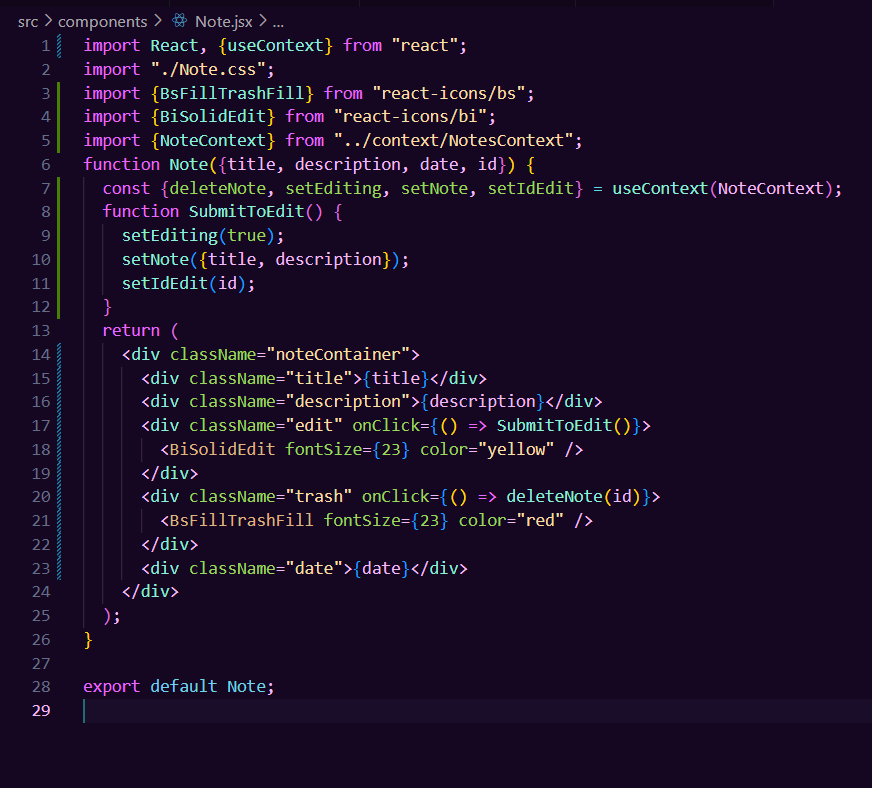 src > components > Note.jsx > ...
1 import React, {useContext} from "react";
2 import "./Note.css";
3 import {BsFillTrashFill} from "react-icons/bs";
4 import {BiSolidEdit} from "react-icons/bi";
5 import {NoteContext} from "../context/NotesContext";
6 function Note({title, description, date, id}) {
7   const {deleteNote, setEditing, setNote, setIdEdit} = useContext(NoteContext);
8   function SubmitToEdit() {
9     setEditing(true);
10     setNote({title, description});
11     setIdEdit(id);
12   }
13   return (
14     <div className="noteContainer">
15       <div className="title">{title}</div>
16       <div className="description">{description}</div>
17       <div className="edit" onClick={() => SubmitToEdit()}>
18         <BiSolidEdit fontSize={23} color="yellow" />
19       </div>
20       <div className="trash" onClick={() => deleteNote(id)}>
21         <BsFillTrashFill fontSize={23} color="red" />
22       </div>
23       <div className="date">{date}</div>
24     </div>
25   );
26 }
27
28 export default Note;
29